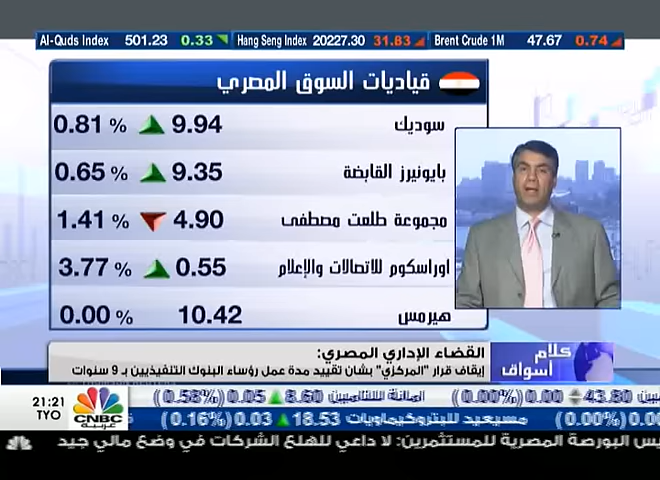 Al-Quds Index 501.23 0.33 Hang Seng Index 20227.30 31.83 Brent Crude 1M 47.67 0.74
قياديات السوق المصري
سوديك 9.94 0.81 %
بايونيرز القابضة 9.35 0.65 %
مجموعة طلعت مصطفى 4.90 1.41 %
اوراسكوم للاتصالات والإعلام 0.55 3.77 %
هيرمس 10.42 0.00 %
كلام أسواق
القضاء الإداري المصري:
إيقاف قرار "المركزي" بشان تقييد مدة عمل رؤساء البنوك التنفيذيين بـ 9 سنوات
21:21
TYO
CNBC
عربية
43.80 0.00 (0.00%) 8.60 0.05 (0.58%)
(0.00%) مسيعيد للبتروكيماويات 18.53 0.03 (0.16%)
البورصة المصرية للمستثمرين: لا داعي للهلع الشركات في وضع مالي جيد